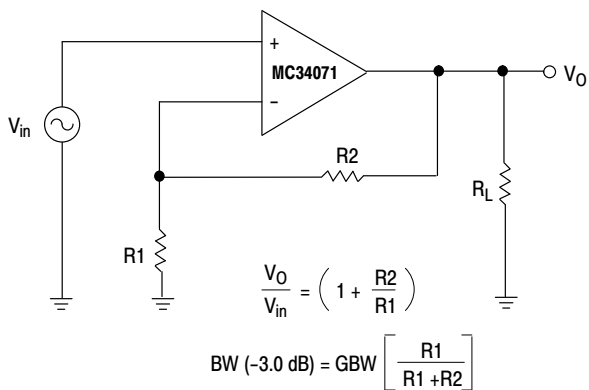 +
MC34071
−
V_O
V_in
R2
R_L
R1
V_O / V_in = ( 1 + R2 / R1 )
BW (−3.0 dB) = GBW [ R1 / R1 +R2 ]